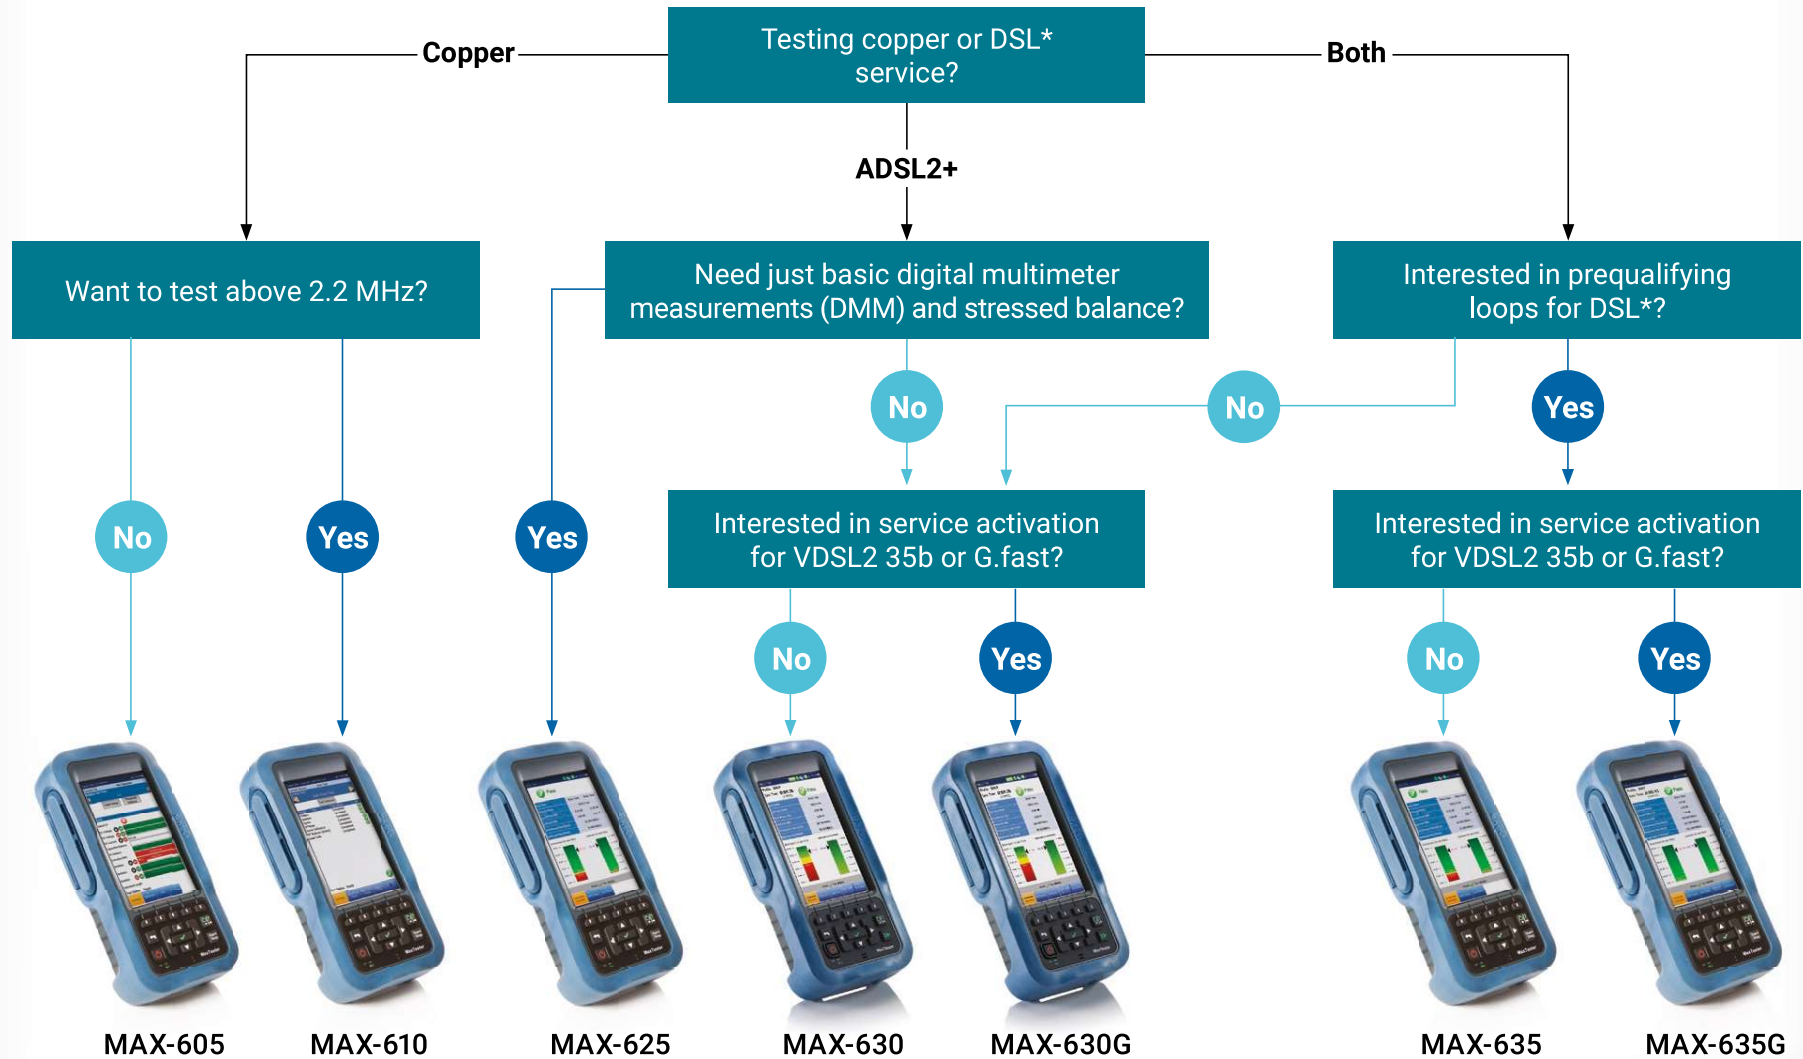 Testing copper or DSL*
service?
Copper
Both
ADSL2+
Want to test above 2.2 MHz?
Need just basic digital multimeter
measurements (DMM) and stressed balance?
Interested in prequalifying
loops for DSL*?
No
No
Yes
No
Yes
Yes
Interested in service activation
for VDSL2 35b or G.fast?
Interested in service activation
for VDSL2 35b or G.fast?
No
Yes
No
Yes
MAX-605
MAX-610
MAX-625
MAX-630
MAX-630G
MAX-635
MAX-635G